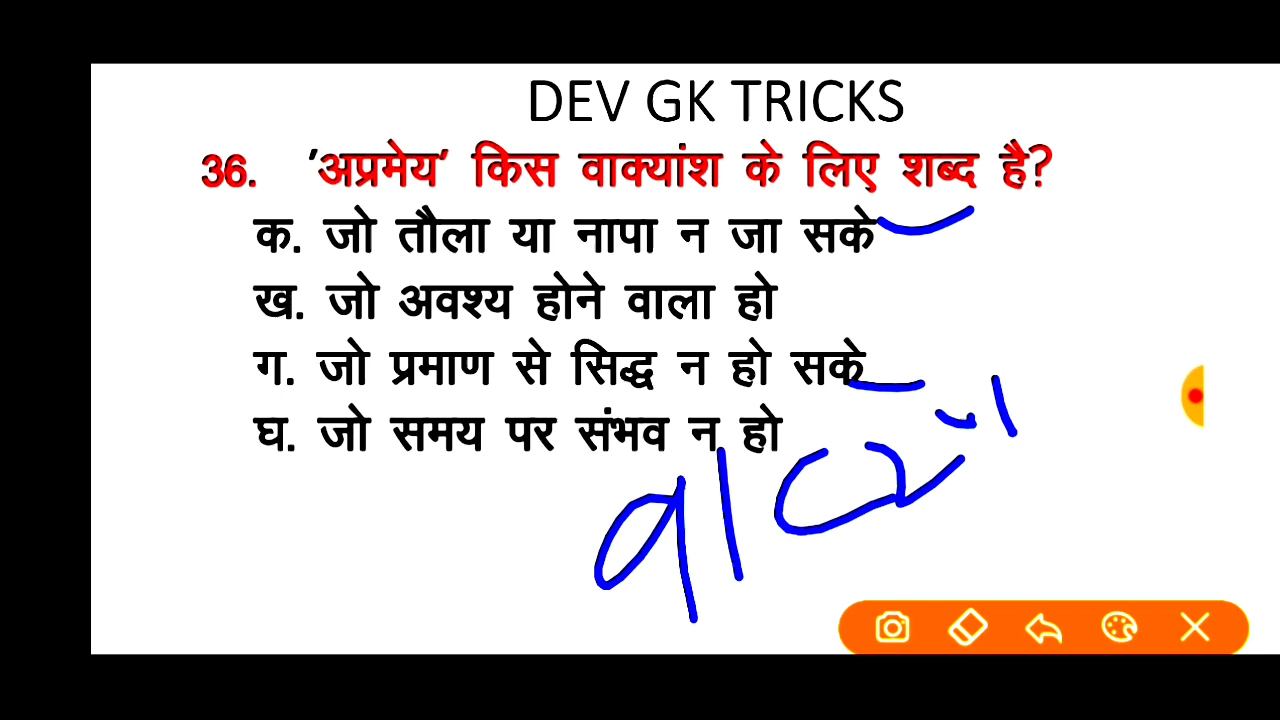 DEV GK TRICKS
36. 'अप्रमेय' किस वाक्यांश के लिए शब्द है?
क. जो तौला या नापा न जा सके
ख. जो अवश्य होने वाला हो
ग. जो प्रमाण से सिद्ध न हो सके
घ. जो समय पर संभव न हो